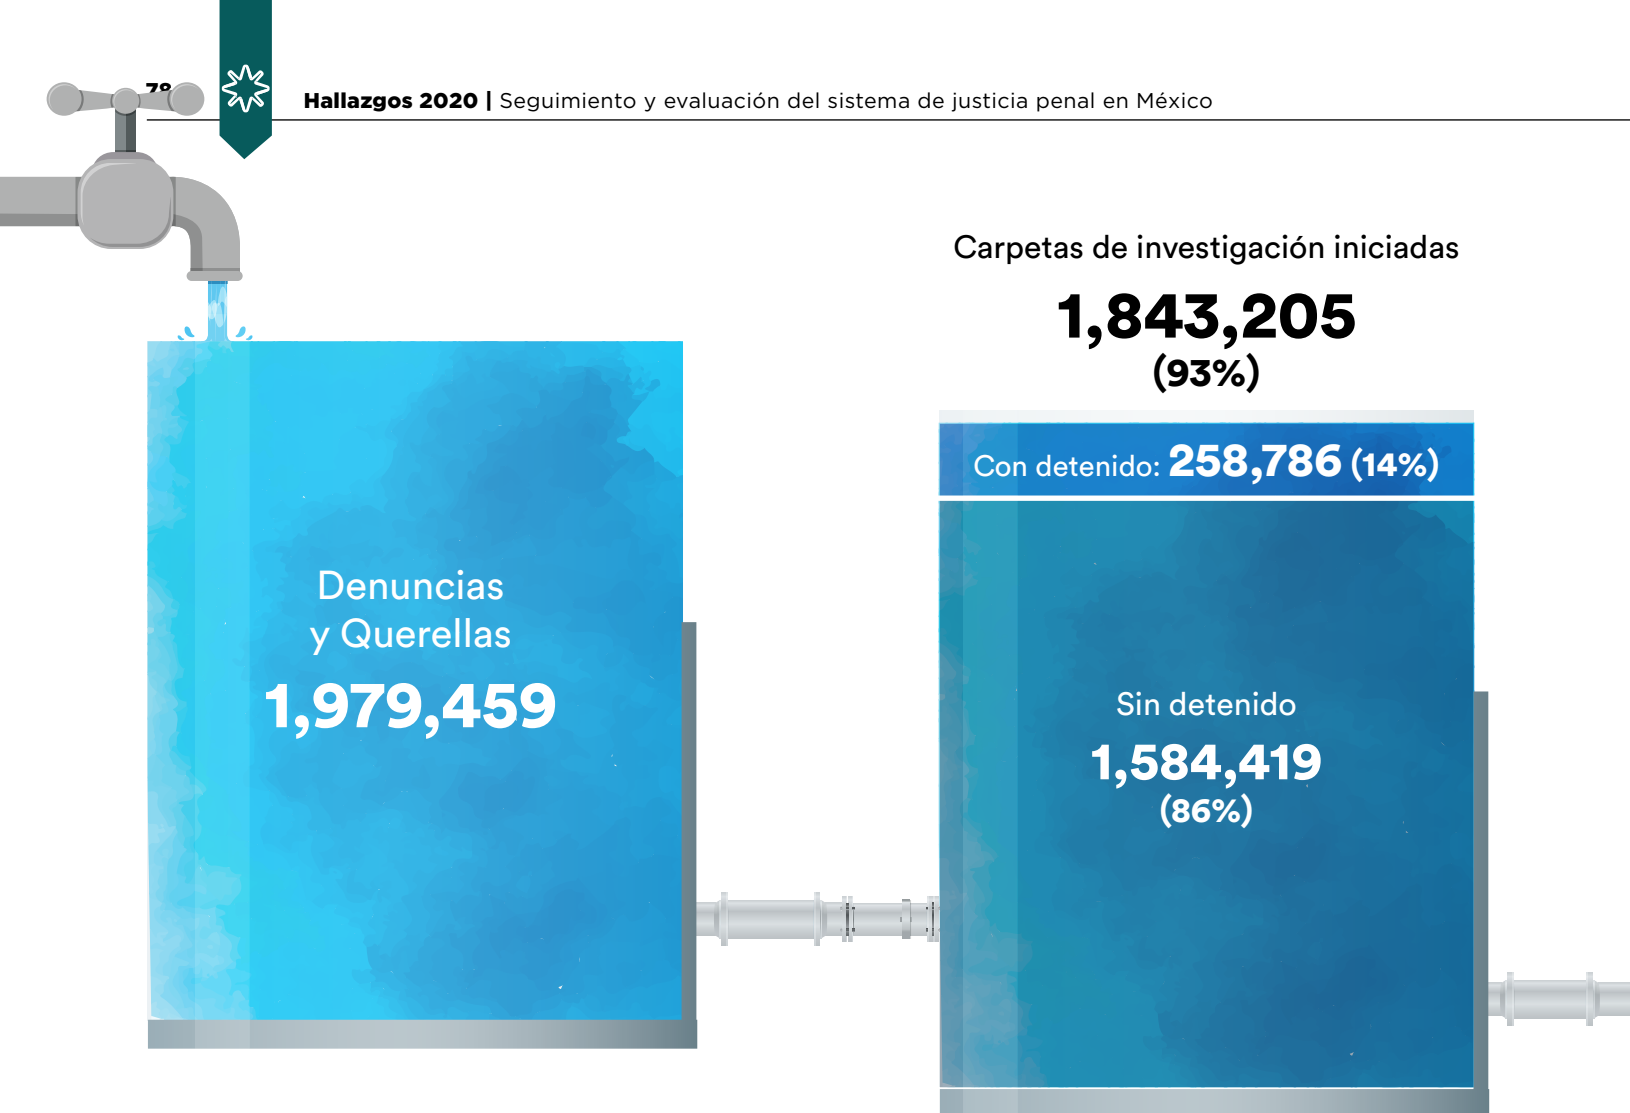 78
Hallazgos 2020 | Seguimiento y evaluación del sistema de justicia penal en México
Denuncias
y Querellas
1,979,459
Carpetas de investigación iniciadas
1,843,205
(93%)
Con detenido: 258,786 (14%)
Sin detenido
1,584,419
(86%)